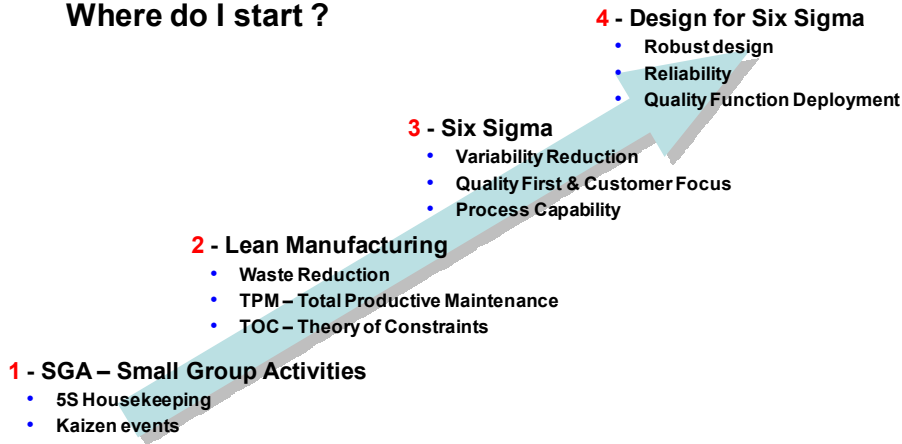 Where do I start ?
4 - Design for Six Sigma
• Robust design
• Reliability
• Quality Function Deployment
3 - Six Sigma
• Variability Reduction
• Quality First & Customer Focus
• Process Capability
2 - Lean Manufacturing
• Waste Reduction
• TPM – Total Productive Maintenance
• TOC – Theory of Constraints
1 - SGA – Small Group Activities
• 5S Housekeeping
• Kaizen events